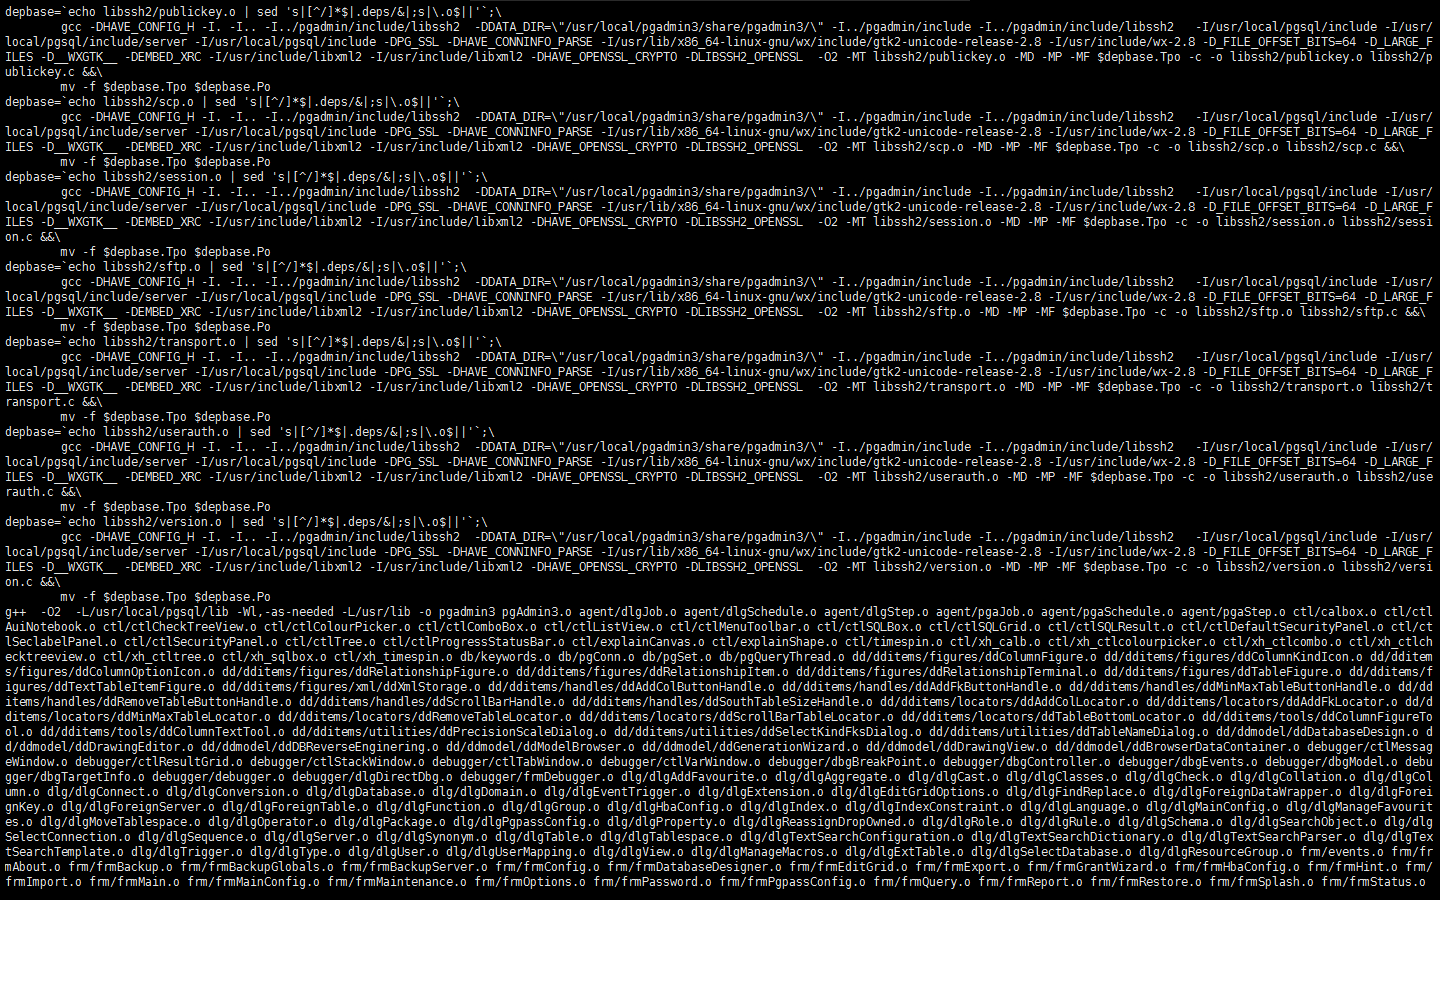 depbase=`echo libssh2/publickey.o | sed 's|[^/]*$|.deps/&|;s|\.o$||'`;\
        gcc -DHAVE_CONFIG_H -I. -I.. -I../pgadmin/include/libssh2  -DDATA_DIR=\"/usr/local/pgadmin3/share/pgadmin3/\" -I../pgadmin/include -I../pgadmin/include/libssh2   -I/usr/local/pgsql/include -I/usr/
local/pgsql/include/server -I/usr/local/pgsql/include -DPG_SSL -DHAVE_CONNINFO_PARSE -I/usr/lib/x86_64-linux-gnu/wx/include/gtk2-unicode-release-2.8 -I/usr/include/wx-2.8 -D_FILE_OFFSET_BITS=64 -D_LARGE_F
ILES -D__WXGTK__ -DEMBED_XRC -I/usr/include/libxml2 -I/usr/include/libxml2 -DHAVE_OPENSSL_CRYPTO -DLIBSSH2_OPENSSL  -O2 -MT libssh2/publickey.o -MD -MP -MF $depbase.Tpo -c -o libssh2/publickey.o libssh2/p
ublickey.c &&\
        mv -f $depbase.Tpo $depbase.Po
depbase=`echo libssh2/scp.o | sed 's|[^/]*$|.deps/&|;s|\.o$||'`;\
        gcc -DHAVE_CONFIG_H -I. -I.. -I../pgadmin/include/libssh2  -DDATA_DIR=\"/usr/local/pgadmin3/share/pgadmin3/\" -I../pgadmin/include -I../pgadmin/include/libssh2   -I/usr/local/pgsql/include -I/usr/
local/pgsql/include/server -I/usr/local/pgsql/include -DPG_SSL -DHAVE_CONNINFO_PARSE -I/usr/lib/x86_64-linux-gnu/wx/include/gtk2-unicode-release-2.8 -I/usr/include/wx-2.8 -D_FILE_OFFSET_BITS=64 -D_LARGE_F
ILES -D__WXGTK__ -DEMBED_XRC -I/usr/include/libxml2 -I/usr/include/libxml2 -DHAVE_OPENSSL_CRYPTO -DLIBSSH2_OPENSSL  -O2 -MT libssh2/scp.o -MD -MP -MF $depbase.Tpo -c -o libssh2/scp.o libssh2/scp.c &&\
        mv -f $depbase.Tpo $depbase.Po
depbase=`echo libssh2/session.o | sed 's|[^/]*$|.deps/&|;s|\.o$||'`;\
        gcc -DHAVE_CONFIG_H -I. -I.. -I../pgadmin/include/libssh2  -DDATA_DIR=\"/usr/local/pgadmin3/share/pgadmin3/\" -I../pgadmin/include -I../pgadmin/include/libssh2   -I/usr/local/pgsql/include -I/usr/
local/pgsql/include/server -I/usr/local/pgsql/include -DPG_SSL -DHAVE_CONNINFO_PARSE -I/usr/lib/x86_64-linux-gnu/wx/include/gtk2-unicode-release-2.8 -I/usr/include/wx-2.8 -D_FILE_OFFSET_BITS=64 -D_LARGE_F
ILES -D__WXGTK__ -DEMBED_XRC -I/usr/include/libxml2 -I/usr/include/libxml2 -DHAVE_OPENSSL_CRYPTO -DLIBSSH2_OPENSSL  -O2 -MT libssh2/session.o -MD -MP -MF $depbase.Tpo -c -o libssh2/session.o libssh2/sessi
on.c &&\
        mv -f $depbase.Tpo $depbase.Po
depbase=`echo libssh2/sftp.o | sed 's|[^/]*$|.deps/&|;s|\.o$||'`;\
        gcc -DHAVE_CONFIG_H -I. -I.. -I../pgadmin/include/libssh2  -DDATA_DIR=\"/usr/local/pgadmin3/share/pgadmin3/\" -I../pgadmin/include -I../pgadmin/include/libssh2   -I/usr/local/pgsql/include -I/usr/
local/pgsql/include/server -I/usr/local/pgsql/include -DPG_SSL -DHAVE_CONNINFO_PARSE -I/usr/lib/x86_64-linux-gnu/wx/include/gtk2-unicode-release-2.8 -I/usr/include/wx-2.8 -D_FILE_OFFSET_BITS=64 -D_LARGE_F
ILES -D__WXGTK__ -DEMBED_XRC -I/usr/include/libxml2 -I/usr/include/libxml2 -DHAVE_OPENSSL_CRYPTO -DLIBSSH2_OPENSSL  -O2 -MT libssh2/sftp.o -MD -MP -MF $depbase.Tpo -c -o libssh2/sftp.o libssh2/sftp.c &&\
        mv -f $depbase.Tpo $depbase.Po
depbase=`echo libssh2/transport.o | sed 's|[^/]*$|.deps/&|;s|\.o$||'`;\
        gcc -DHAVE_CONFIG_H -I. -I.. -I../pgadmin/include/libssh2  -DDATA_DIR=\"/usr/local/pgadmin3/share/pgadmin3/\" -I../pgadmin/include -I../pgadmin/include/libssh2   -I/usr/local/pgsql/include -I/usr/
local/pgsql/include/server -I/usr/local/pgsql/include -DPG_SSL -DHAVE_CONNINFO_PARSE -I/usr/lib/x86_64-linux-gnu/wx/include/gtk2-unicode-release-2.8 -I/usr/include/wx-2.8 -D_FILE_OFFSET_BITS=64 -D_LARGE_F
ILES -D__WXGTK__ -DEMBED_XRC -I/usr/include/libxml2 -I/usr/include/libxml2 -DHAVE_OPENSSL_CRYPTO -DLIBSSH2_OPENSSL  -O2 -MT libssh2/transport.o -MD -MP -MF $depbase.Tpo -c -o libssh2/transport.o libssh2/t
ransport.c &&\
        mv -f $depbase.Tpo $depbase.Po
depbase=`echo libssh2/userauth.o | sed 's|[^/]*$|.deps/&|;s|\.o$||'`;\
        gcc -DHAVE_CONFIG_H -I. -I.. -I../pgadmin/include/libssh2  -DDATA_DIR=\"/usr/local/pgadmin3/share/pgadmin3/\" -I../pgadmin/include -I../pgadmin/include/libssh2   -I/usr/local/pgsql/include -I/usr/
local/pgsql/include/server -I/usr/local/pgsql/include -DPG_SSL -DHAVE_CONNINFO_PARSE -I/usr/lib/x86_64-linux-gnu/wx/include/gtk2-unicode-release-2.8 -I/usr/include/wx-2.8 -D_FILE_OFFSET_BITS=64 -D_LARGE_F
ILES -D__WXGTK__ -DEMBED_XRC -I/usr/include/libxml2 -I/usr/include/libxml2 -DHAVE_OPENSSL_CRYPTO -DLIBSSH2_OPENSSL  -O2 -MT libssh2/userauth.o -MD -MP -MF $depbase.Tpo -c -o libssh2/userauth.o libssh2/use
rauth.c &&\
        mv -f $depbase.Tpo $depbase.Po
depbase=`echo libssh2/version.o | sed 's|[^/]*$|.deps/&|;s|\.o$||'`;\
        gcc -DHAVE_CONFIG_H -I. -I.. -I../pgadmin/include/libssh2  -DDATA_DIR=\"/usr/local/pgadmin3/share/pgadmin3/\" -I../pgadmin/include -I../pgadmin/include/libssh2   -I/usr/local/pgsql/include -I/usr/
local/pgsql/include/server -I/usr/local/pgsql/include -DPG_SSL -DHAVE_CONNINFO_PARSE -I/usr/lib/x86_64-linux-gnu/wx/include/gtk2-unicode-release-2.8 -I/usr/include/wx-2.8 -D_FILE_OFFSET_BITS=64 -D_LARGE_F
ILES -D__WXGTK__ -DEMBED_XRC -I/usr/include/libxml2 -I/usr/include/libxml2 -DHAVE_OPENSSL_CRYPTO -DLIBSSH2_OPENSSL  -O2 -MT libssh2/version.o -MD -MP -MF $depbase.Tpo -c -o libssh2/version.o libssh2/versi
on.c &&\
        mv -f $depbase.Tpo $depbase.Po
g++  -O2  -L/usr/local/pgsql/lib -Wl,-as-needed -L/usr/lib -o pgadmin3 pgAdmin3.o agent/dlgJob.o agent/dlgSchedule.o agent/dlgStep.o agent/pgaJob.o agent/pgaSchedule.o agent/pgaStep.o ctl/calbox.o ctl/ctl
AuiNotebook.o ctl/ctlCheckTreeView.o ctl/ctlColourPicker.o ctl/ctlComboBox.o ctl/ctlListView.o ctl/ctlMenuToolbar.o ctl/ctlSQLBox.o ctl/ctlSQLGrid.o ctl/ctlSQLResult.o ctl/ctlDefaultSecurityPanel.o ctl/ct
lSeclabelPanel.o ctl/ctlSecurityPanel.o ctl/ctlTree.o ctl/ctlProgressStatusBar.o ctl/explainCanvas.o ctl/explainShape.o ctl/timespin.o ctl/xh_calb.o ctl/xh_ctlcolourpicker.o ctl/xh_ctlcombo.o ctl/xh_ctlch
ecktreeview.o ctl/xh_ctltree.o ctl/xh_sqlbox.o ctl/xh_timespin.o db/keywords.o db/pgConn.o db/pgSet.o db/pgQueryThread.o dd/dditems/figures/ddColumnFigure.o dd/dditems/figures/ddColumnKindIcon.o dd/dditem
s/figures/ddColumnOptionIcon.o dd/dditems/figures/ddRelationshipFigure.o dd/dditems/figures/ddRelationshipItem.o dd/dditems/figures/ddRelationshipTerminal.o dd/dditems/figures/ddTableFigure.o dd/dditems/f
igures/ddTextTableItemFigure.o dd/dditems/figures/xml/ddXmlStorage.o dd/dditems/handles/ddAddColButtonHandle.o dd/dditems/handles/ddAddFkButtonHandle.o dd/dditems/handles/ddMinMaxTableButtonHandle.o dd/dd
items/handles/ddRemoveTableButtonHandle.o dd/dditems/handles/ddScrollBarHandle.o dd/dditems/handles/ddSouthTableSizeHandle.o dd/dditems/locators/ddAddColLocator.o dd/dditems/locators/ddAddFkLocator.o dd/d
ditems/locators/ddMinMaxTableLocator.o dd/dditems/locators/ddRemoveTableLocator.o dd/dditems/locators/ddScrollBarTableLocator.o dd/dditems/locators/ddTableBottomLocator.o dd/dditems/tools/ddColumnFigureTo
ol.o dd/dditems/tools/ddColumnTextTool.o dd/dditems/utilities/ddPrecisionScaleDialog.o dd/dditems/utilities/ddSelectKindFksDialog.o dd/dditems/utilities/ddTableNameDialog.o dd/ddmodel/ddDatabaseDesign.o d
d/ddmodel/ddDrawingEditor.o dd/ddmodel/ddDBReverseEnginering.o dd/ddmodel/ddModelBrowser.o dd/ddmodel/ddGenerationWizard.o dd/ddmodel/ddDrawingView.o dd/ddmodel/ddBrowserDataContainer.o debugger/ctlMessag
eWindow.o debugger/ctlResultGrid.o debugger/ctlStackWindow.o debugger/ctlTabWindow.o debugger/ctlVarWindow.o debugger/dbgBreakPoint.o debugger/dbgController.o debugger/dbgEvents.o debugger/dbgModel.o debu
gger/dbgTargetInfo.o debugger/debugger.o debugger/dlgDirectDbg.o debugger/frmDebugger.o dlg/dlgAddFavourite.o dlg/dlgAggregate.o dlg/dlgCast.o dlg/dlgClasses.o dlg/dlgCheck.o dlg/dlgCollation.o dlg/dlgCol
umn.o dlg/dlgConnect.o dlg/dlgConversion.o dlg/dlgDatabase.o dlg/dlgDomain.o dlg/dlgEventTrigger.o dlg/dlgExtension.o dlg/dlgEditGridOptions.o dlg/dlgFindReplace.o dlg/dlgForeignDataWrapper.o dlg/dlgForei
gnKey.o dlg/dlgForeignServer.o dlg/dlgForeignTable.o dlg/dlgFunction.o dlg/dlgGroup.o dlg/dlgHbaConfig.o dlg/dlgIndex.o dlg/dlgIndexConstraint.o dlg/dlgLanguage.o dlg/dlgMainConfig.o dlg/dlgManageFavourit
es.o dlg/dlgMoveTablespace.o dlg/dlgOperator.o dlg/dlgPackage.o dlg/dlgPgpassConfig.o dlg/dlgProperty.o dlg/dlgReassignDropOwned.o dlg/dlgRole.o dlg/dlgRule.o dlg/dlgSchema.o dlg/dlgSearchObject.o dlg/dlg
SelectConnection.o dlg/dlgSequence.o dlg/dlgServer.o dlg/dlgSynonym.o dlg/dlgTable.o dlg/dlgTablespace.o dlg/dlgTextSearchConfiguration.o dlg/dlgTextSearchDictionary.o dlg/dlgTextSearchParser.o dlg/dlgTex
tSearchTemplate.o dlg/dlgTrigger.o dlg/dlgType.o dlg/dlgUser.o dlg/dlgUserMapping.o dlg/dlgView.o dlg/dlgManageMacros.o dlg/dlgExtTable.o dlg/dlgSelectDatabase.o dlg/dlgResourceGroup.o frm/events.o frm/fr
mAbout.o frm/frmBackup.o frm/frmBackupGlobals.o frm/frmBackupServer.o frm/frmConfig.o frm/frmDatabaseDesigner.o frm/frmEditGrid.o frm/frmExport.o frm/frmGrantWizard.o frm/frmHbaConfig.o frm/frmHint.o frm/
frmImport.o frm/frmMain.o frm/frmMainConfig.o frm/frmMaintenance.o frm/frmOptions.o frm/frmPassword.o frm/frmPgpassConfig.o frm/frmQuery.o frm/frmReport.o frm/frmRestore.o frm/frmSplash.o frm/frmStatus.o